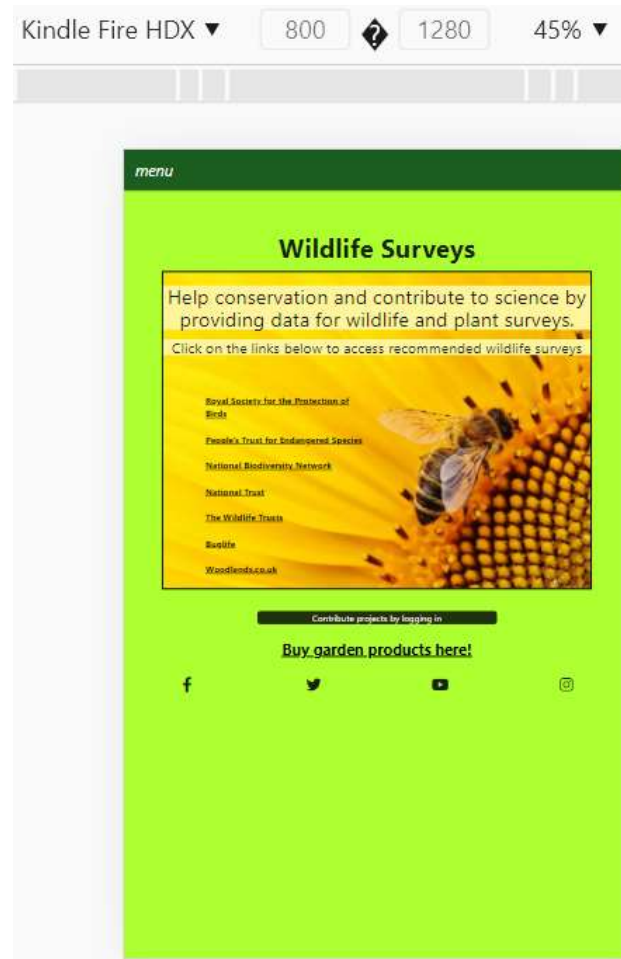 Kindle Fire HDX ▼ 800 � 1280 45% ▼
menu
Wildlife Surveys
Help conservation and contribute to science by
providing data for wildlife and plant surveys.
Click on the links below to access recommended wildlife surveys
Royal Society for the Protection of
Birds
People's Trust for Endangered Species
National Biodiversity Network
National Trust
The Wildlife Trusts
Buglife
Woodlands.co.uk
Contribute projects by logging in
Buy garden products here!